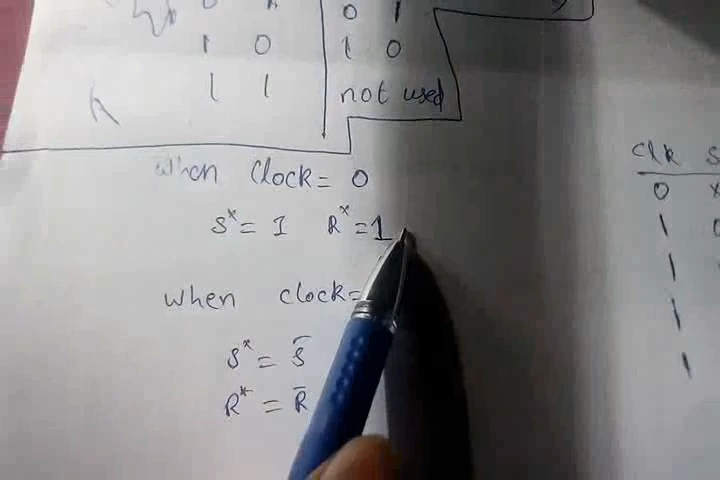 0 1
1 0 1 0
1 1 not used
When Clock = 0
S* = 1 R* = 1
when clock =
S* = S̅
R* = R̅
Clk S
0 x
1 0
1
1
1